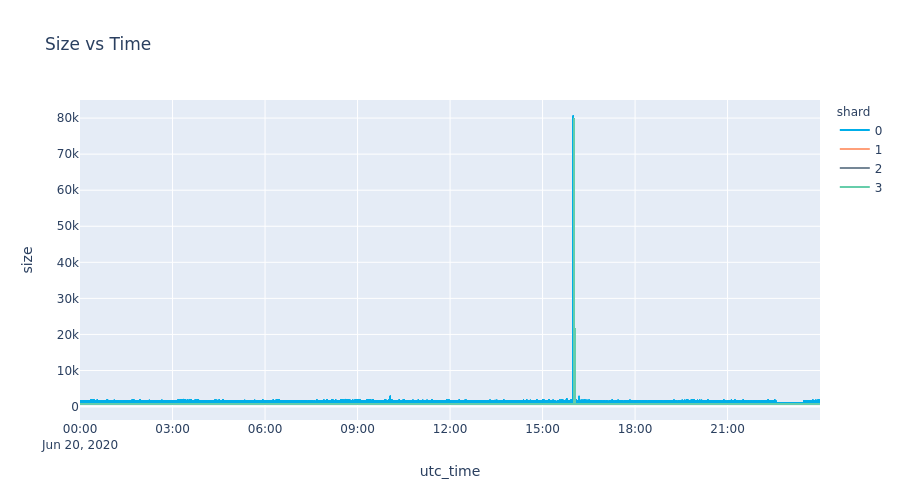 Size vs Time
80k
70k
60k
50k
40k
30k
20k
10k
0
size
00:00
03:00
06:00
09:00
12:00
15:00
18:00
21:00
Jun 20, 2020
utc_time
shard
0
1
2
3